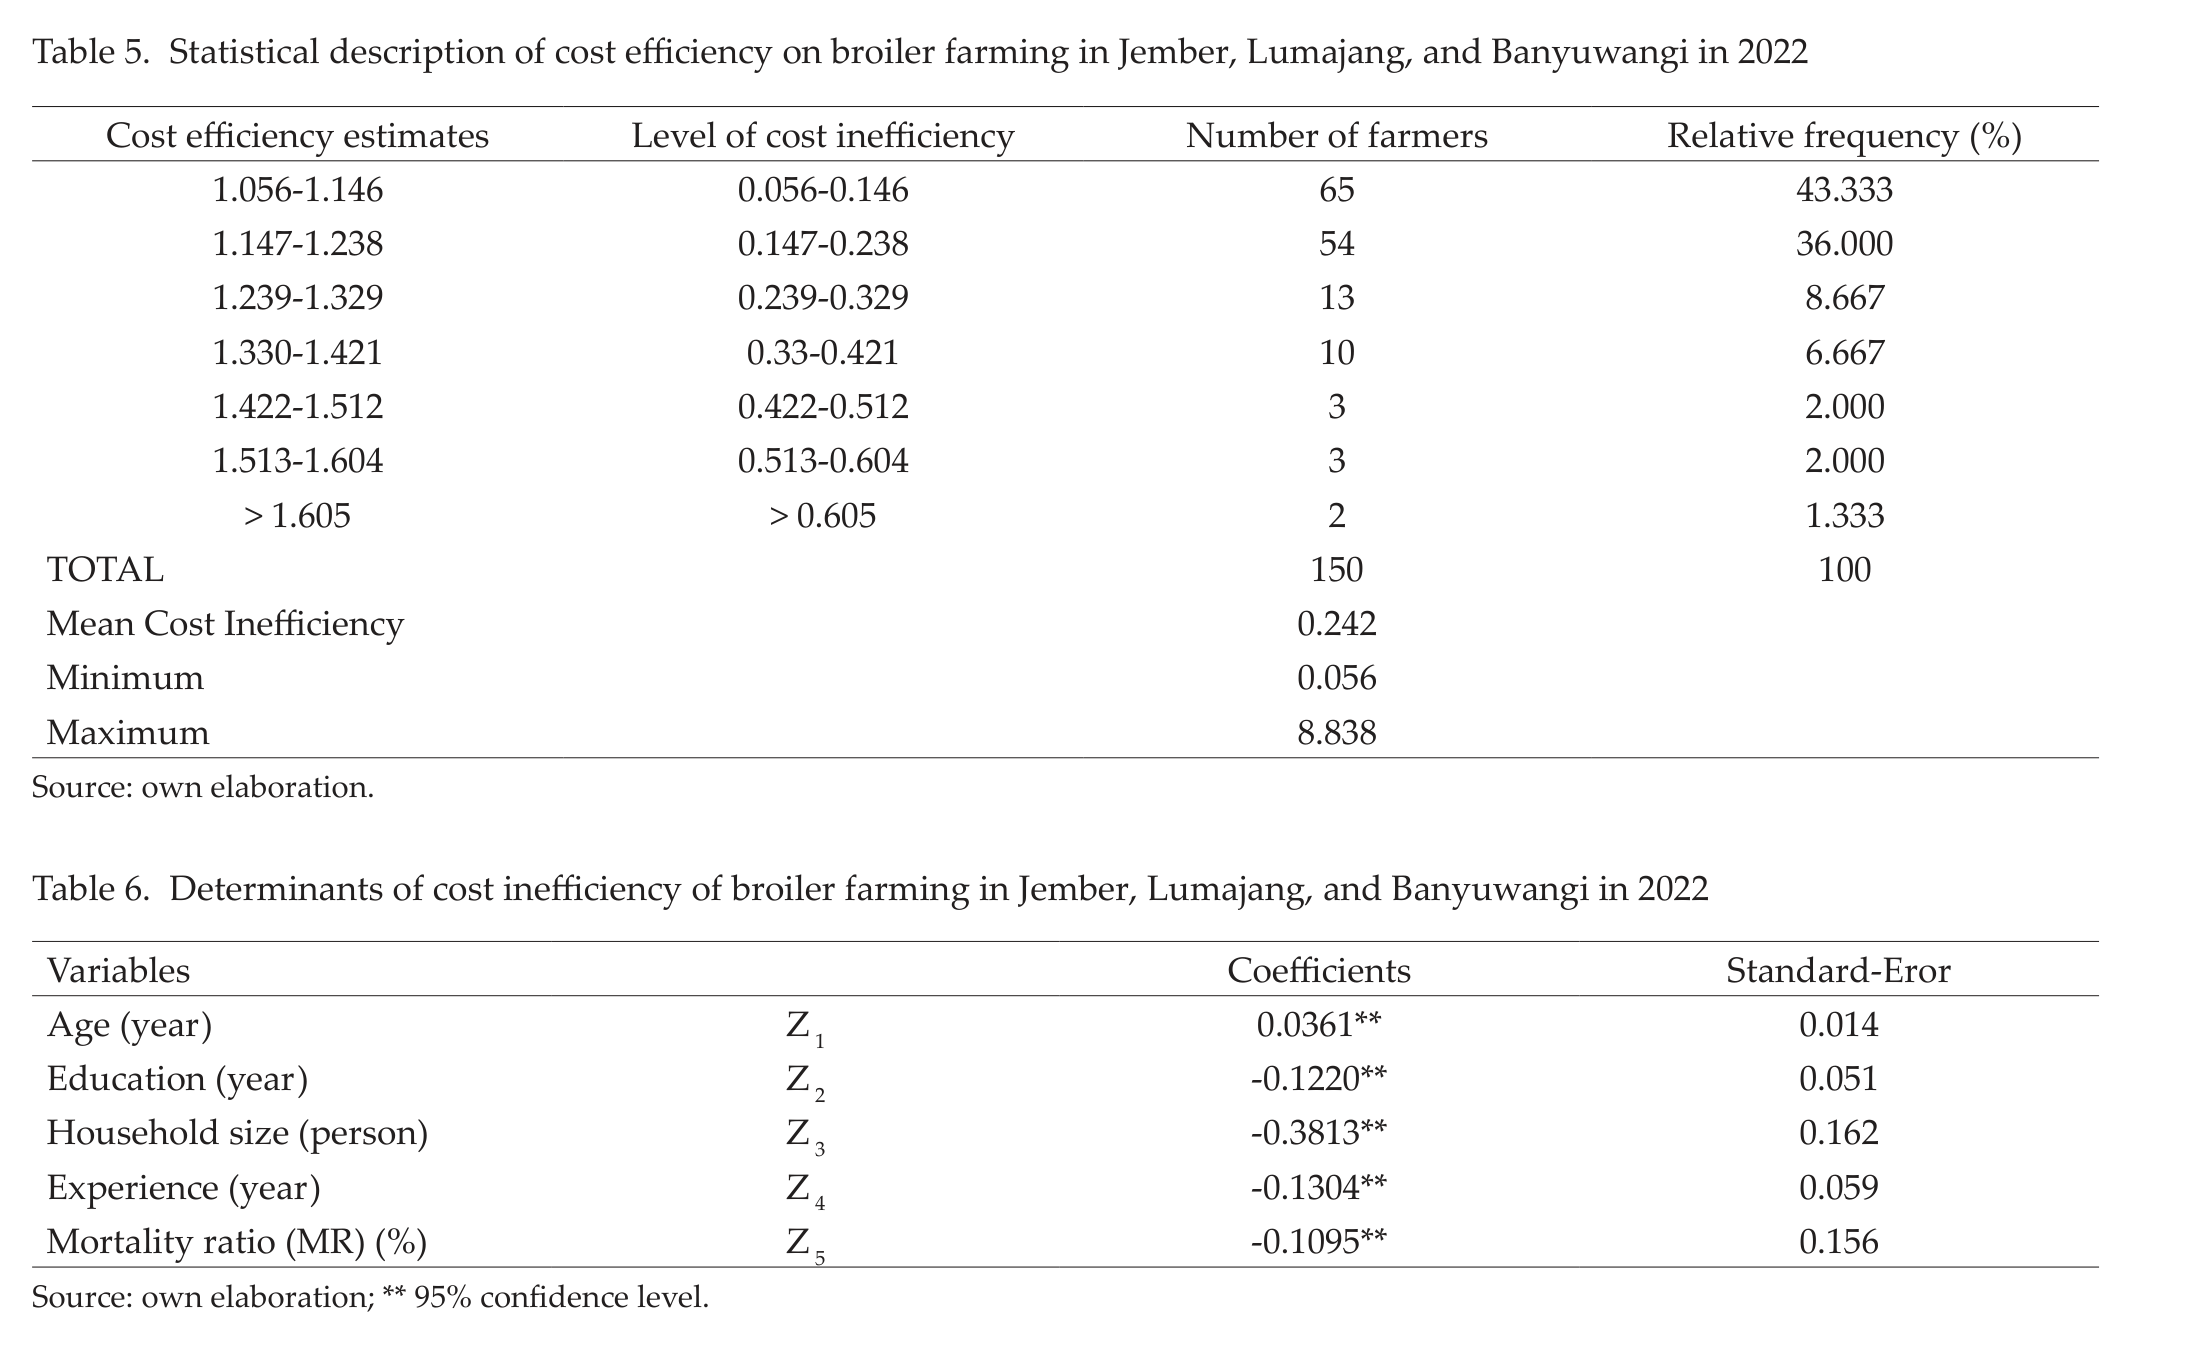 Table 5. Statistical description of cost efficiency on broiler farming in Jember, Lumajang, and Banyuwangi in 2022
Cost efficiency estimates Level of cost inefficiency Number of farmers Relative frequency (%)
1.056-1.146 0.056-0.146 65 43.333
1.147-1.238 0.147-0.238 54 36.000
1.239-1.329 0.239-0.329 13 8.667
1.330-1.421 0.33-0.421 10 6.667
1.422-1.512 0.422-0.512 3 2.000
1.513-1.604 0.513-0.604 3 2.000
> 1.605 > 0.605 2 1.333
TOTAL 150 100
Mean Cost Inefficiency 0.242
Minimum 0.056
Maximum 8.838
Source: own elaboration.
Table 6. Determinants of cost inefficiency of broiler farming in Jember, Lumajang, and Banyuwangi in 2022
Variables Coefficients Standard-Eror
Age (year) Z 1 0.0361** 0.014
Education (year) Z 2 -0.1220** 0.051
Household size (person) Z 3 -0.3813** 0.162
Experience (year) Z 4 -0.1304** 0.059
Mortality ratio (MR) (%) Z 5 -0.1095** 0.156
Source: own elaboration; ** 95% confidence level.